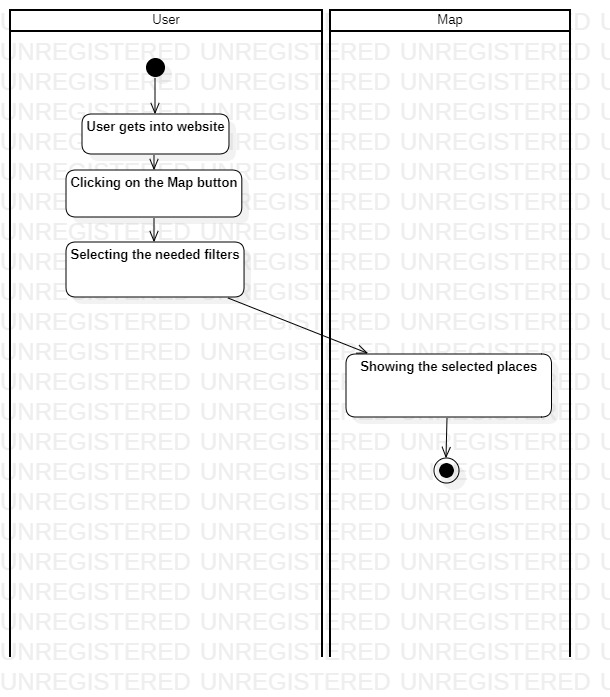 User
Map
User gets into website
Clicking on the Map button
Selecting the needed filters
Showing the selected places
UNREGISTERED UNREGISTERED UNREGISTERED